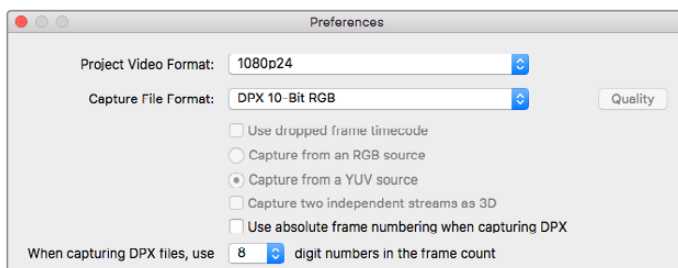 Preferences
Project Video Format: 1080p24
Capture File Format: DPX 10-Bit RGB Quality
Use dropped frame timecode
Capture from an RGB source
Capture from a YUV source
Capture two independent streams as 3D
Use absolute frame numbering when capturing DPX
When capturing DPX files, use 8 digit numbers in the frame count